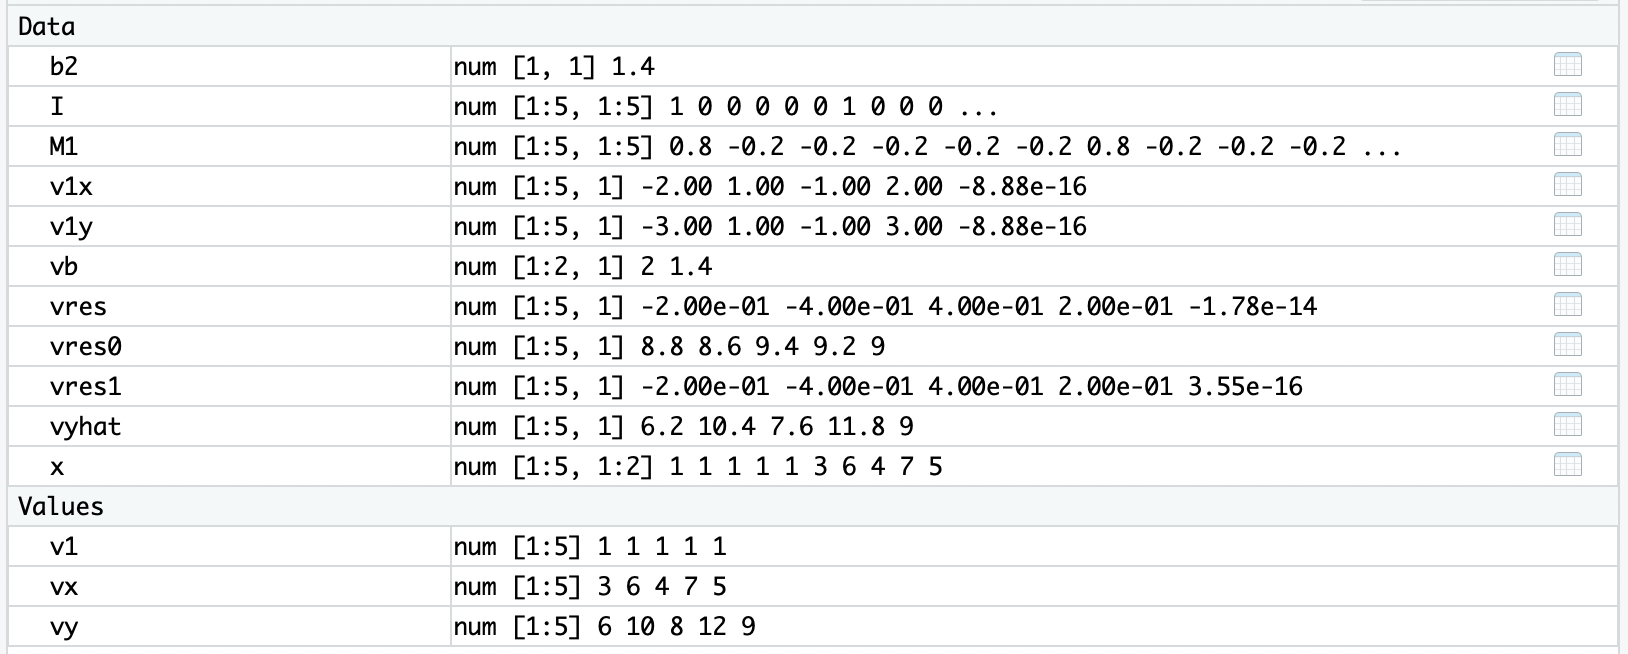 Data
b2 num [1, 1] 1.4
I num [1:5, 1:5] 1 0 0 0 0 0 1 0 0 0 ...
M1 num [1:5, 1:5] 0.8 -0.2 -0.2 -0.2 -0.2 -0.2 0.8 -0.2 -0.2 -0.2 ...
v1x num [1:5, 1] -2.00 1.00 -1.00 2.00 -8.88e-16
v1y num [1:5, 1] -3.00 1.00 -1.00 3.00 -8.88e-16
vb num [1:2, 1] 2 1.4
vres num [1:5, 1] -2.00e-01 -4.00e-01 4.00e-01 2.00e-01 -1.78e-14
vres0 num [1:5, 1] 8.8 8.6 9.4 9.2 9
vres1 num [1:5, 1] -2.00e-01 -4.00e-01 4.00e-01 2.00e-01 3.55e-16
vyhat num [1:5, 1] 6.2 10.4 7.6 11.8 9
x num [1:5, 1:2] 1 1 1 1 1 3 6 4 7 5
Values
v1 num [1:5] 1 1 1 1 1
vx num [1:5] 3 6 4 7 5
vy num [1:5] 6 10 8 12 9